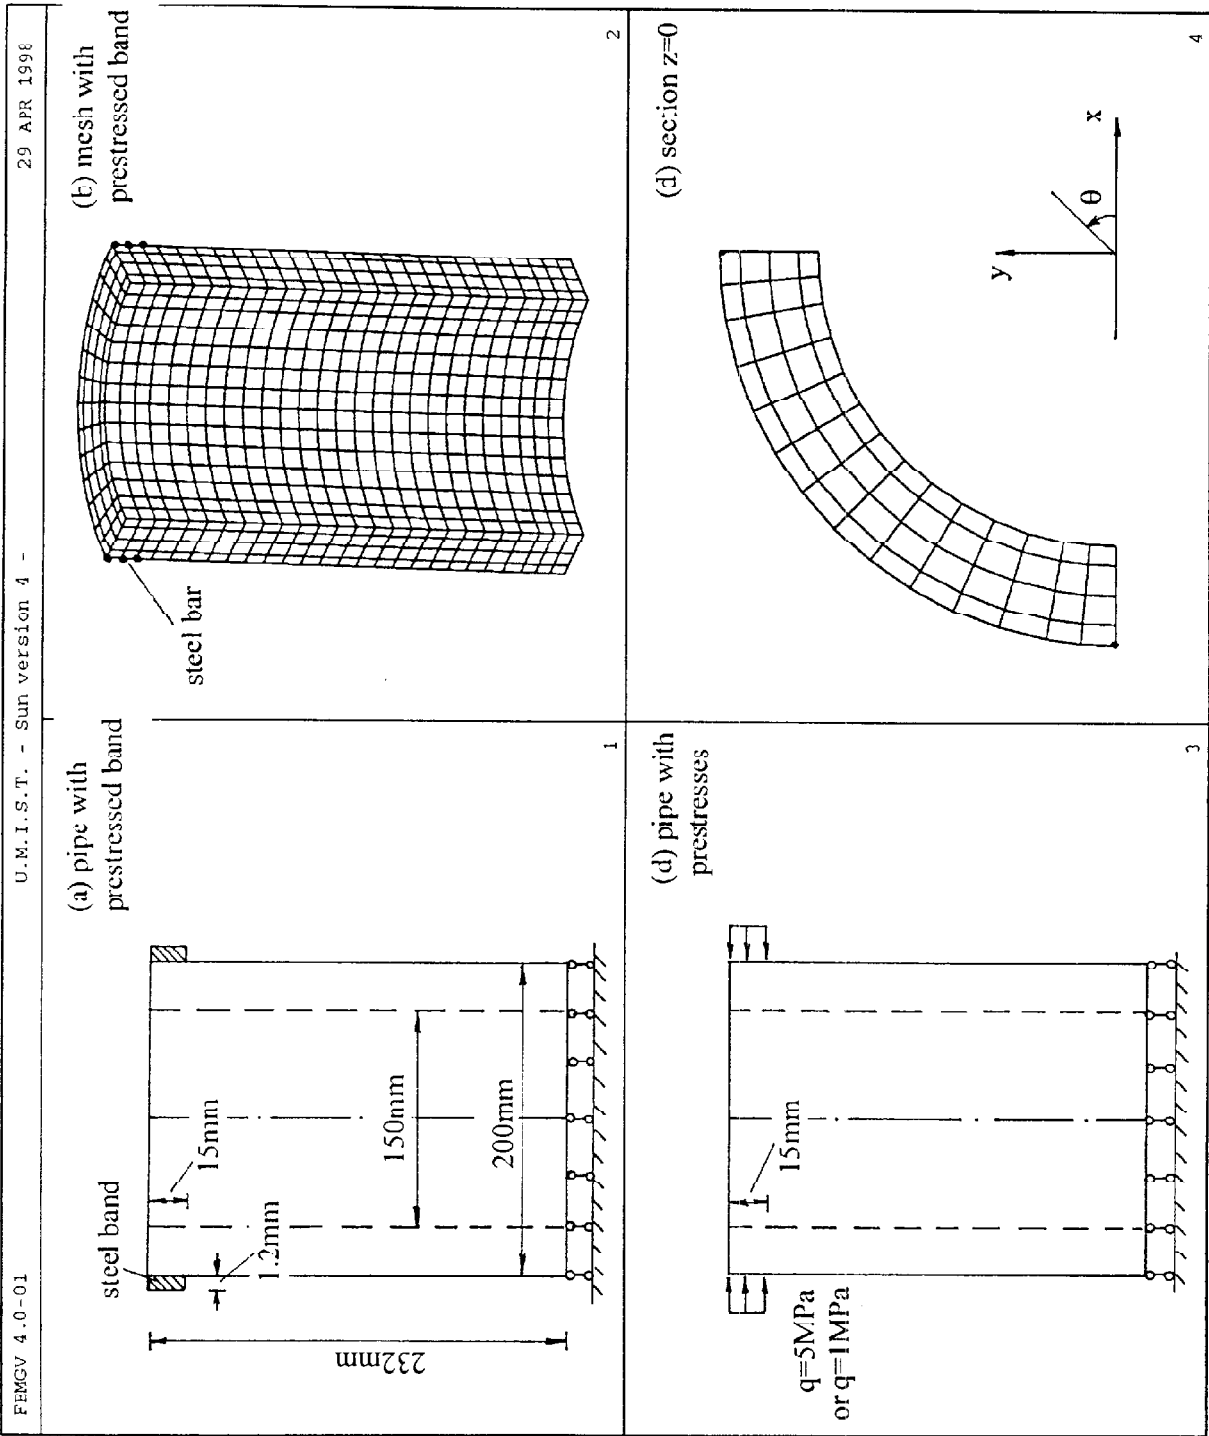 FEMGV 4.0-01
U.M.I.S.T. - Sun version 4 -
29 APR 1998
(a) pipe with
prestressed band
steel band
15mm
1.2mm
150mm
200mm
232mm
1
(b) mesh with
prestressed band
steel bar
2
(d) pipe with
prestresses
15mm
q=5MPa
or q=1MPa
3
(d) section z=0
y
θ
x
4